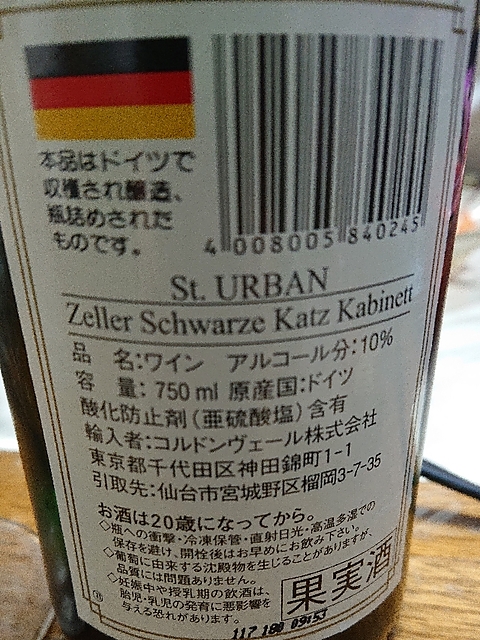 本品はドイツで
収穫され醸造、
瓶詰めされた
ものです。
4 008005 840245
St. URBAN
Zeller Schwarze Katz Kabinett
品 名:ワイン アルコール分:10%
容 量: 750 ml 原産国:ドイツ
酸化防止剤(亜硫酸塩)含有
輸入者:コルドンヴェール株式会社
東京都千代田区神田錦町1-1
引取先:仙台市宮城野区榴岡3-7-35
お酒は20歳になってから。
◇瓶への衝撃・冷凍保管・直射日光・高温多湿での
保存を避け、開栓後はお早めにお飲み下さい。
◇葡萄に由来する沈殿物を生じることがありますが、
品質には問題ありません。
◇妊娠中や授乳期の飲酒は、
胎児・乳児の発育に悪影響を
与える恐れがあります。
果実酒
117 180 09:53